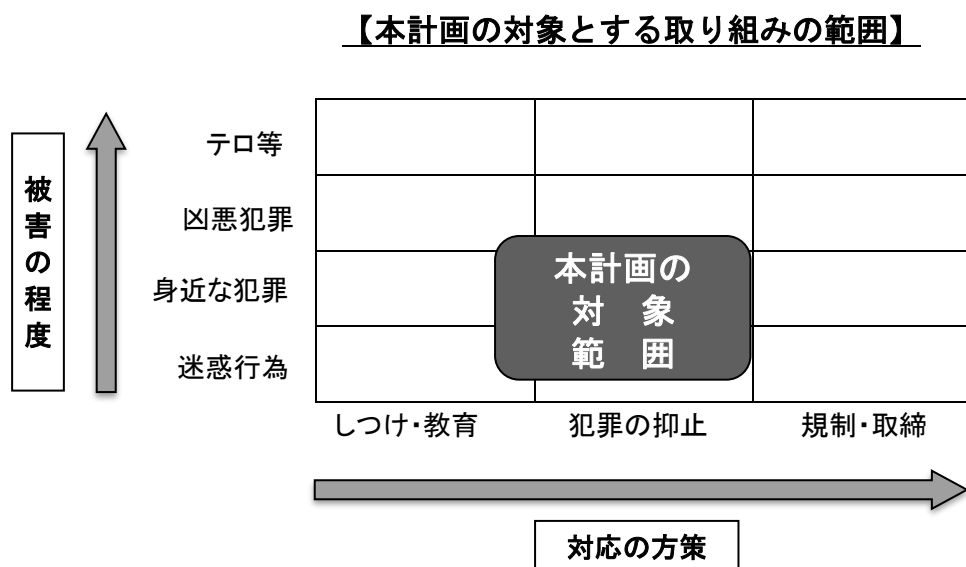 【本計画の対象とする取り組みの範囲】
テロ等
凶悪犯罪
身近な犯罪
迷惑行為
被害の程度
本計画の
対　象
範　囲
しつけ・教育
犯罪の抑止
規制・取締
対応の方策